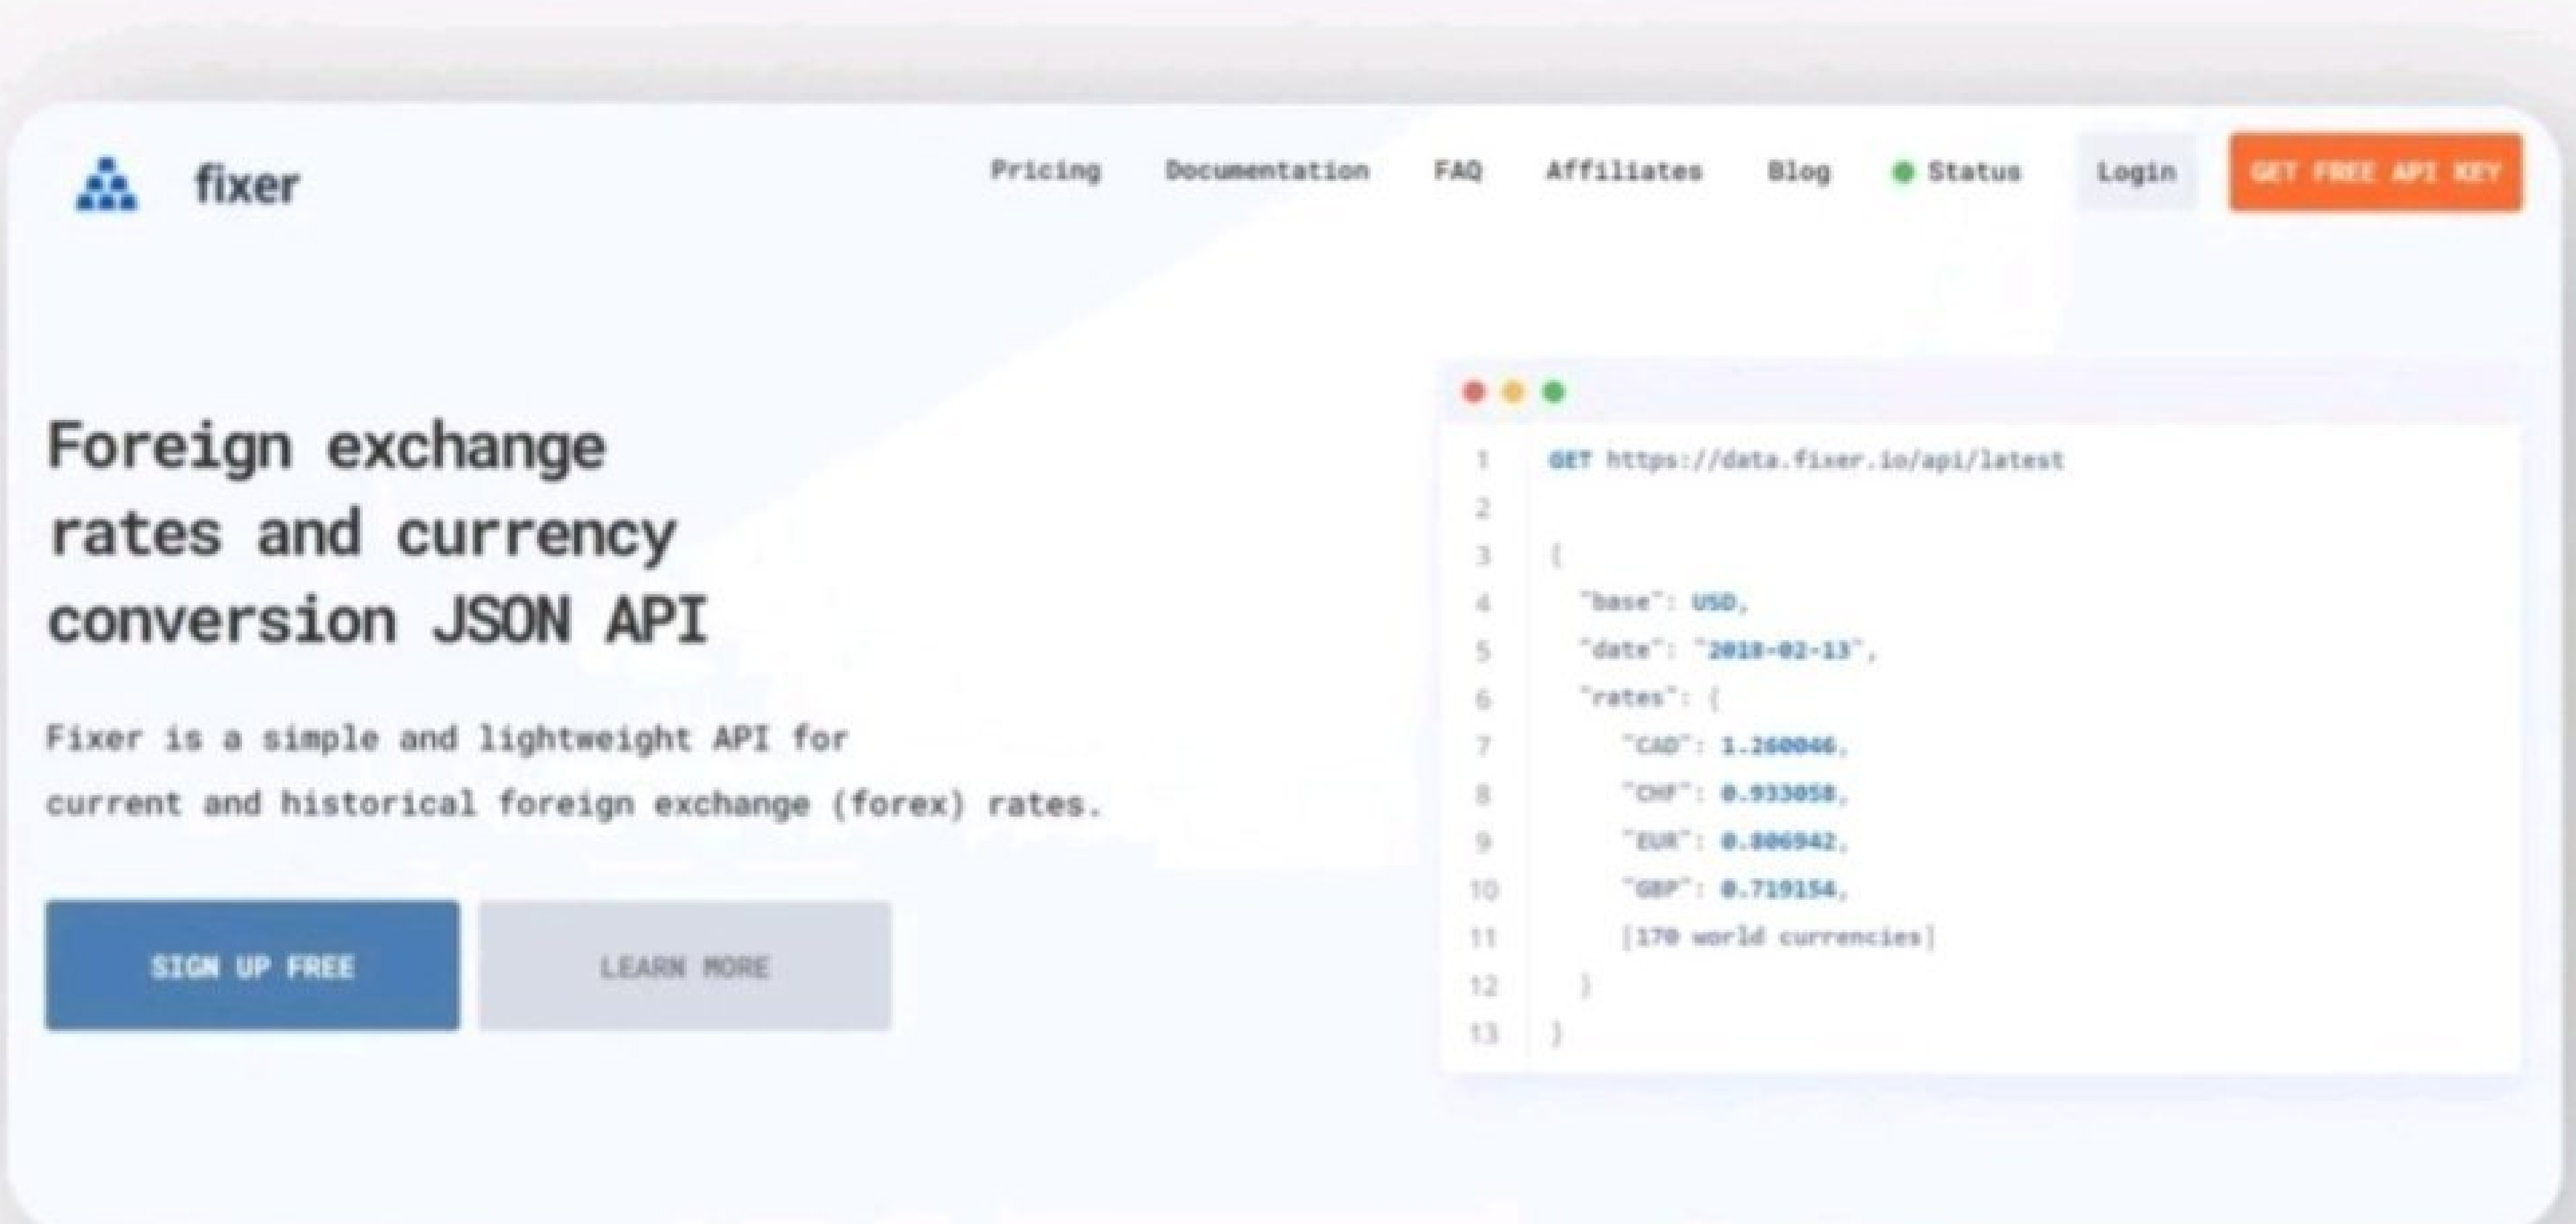 fixer
Pricing Documentation FAQ Affiliates Blog Status Login GET FREE API KEY
Foreign exchange
rates and currency
conversion JSON API
Fixer is a simple and lightweight API for
current and historical foreign exchange (forex) rates.
SIGN UP FREE LEARN MORE
1 GET https://data.fixer.io/api/latest
2
3 {
4 "base": USD,
5 "date": "2018-02-13",
6 "rates": {
7 "CAD": 1.260046,
8 "CHF": 0.933058,
9 "EUR": 0.806942,
10 "GBP": 0.719154,
11 [170 world currencies]
12 }
13 }